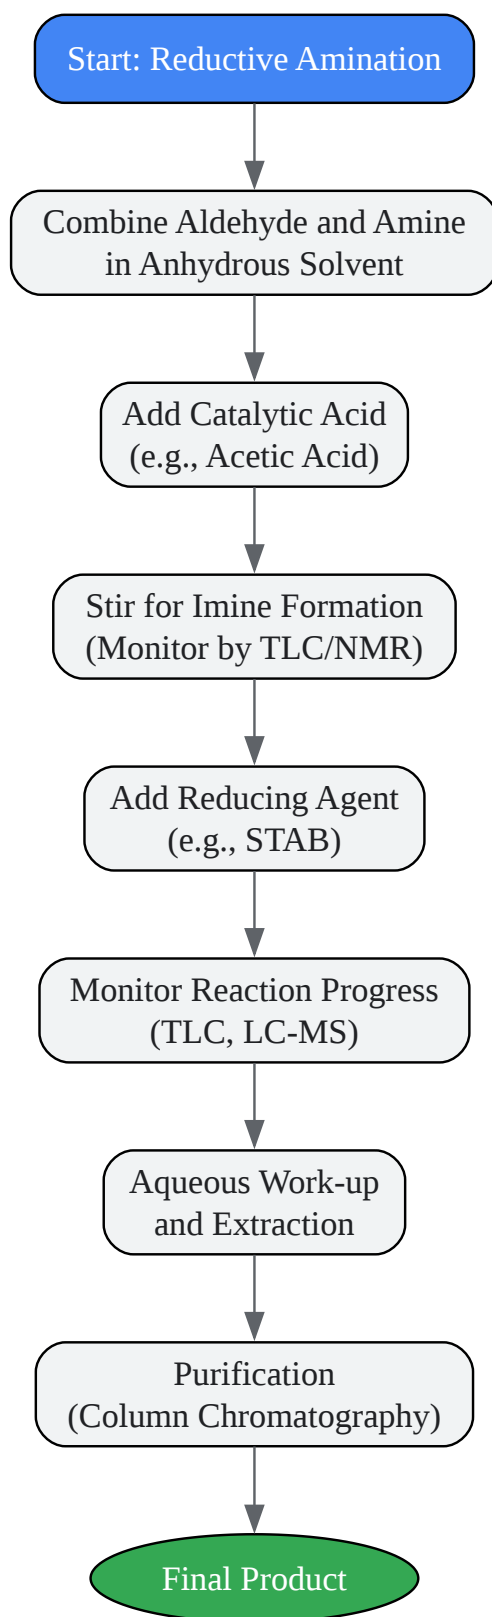 Start: Reductive Amination
Combine Aldehyde and Amine
in Anhydrous Solvent
Add Catalytic Acid
(e.g., Acetic Acid)
Stir for Imine Formation
(Monitor by TLC/NMR)
Add Reducing Agent
(e.g., STAB)
Monitor Reaction Progress
(TLC, LC-MS)
Aqueous Work-up
and Extraction
Purification
(Column Chromatography)
Final Product